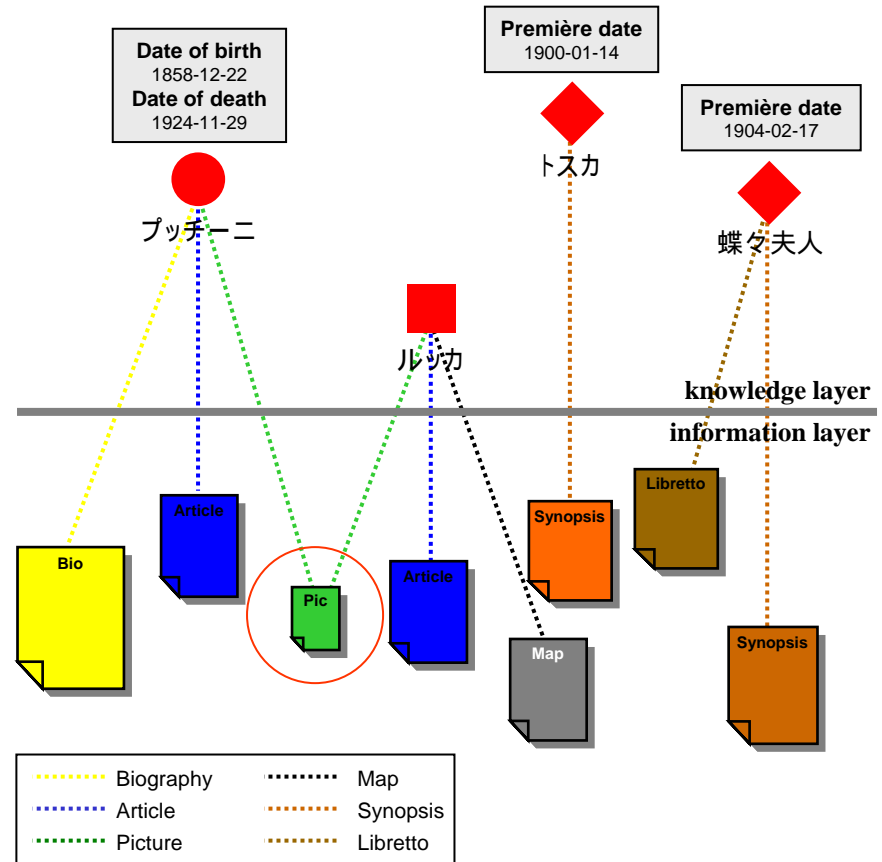 Date of birth
1858-12-22
Date of death
1924-11-29
Première date
1900-01-14
Première date
1904-02-17
トスカ
プッチーニ
蝶々夫人
ルッカ
knowledge layer
information layer
Libretto
Article
Synopsis
Bio
Article
Pic
Map
Synopsis
Biography
Map
Article
Synopsis
Picture
Libretto